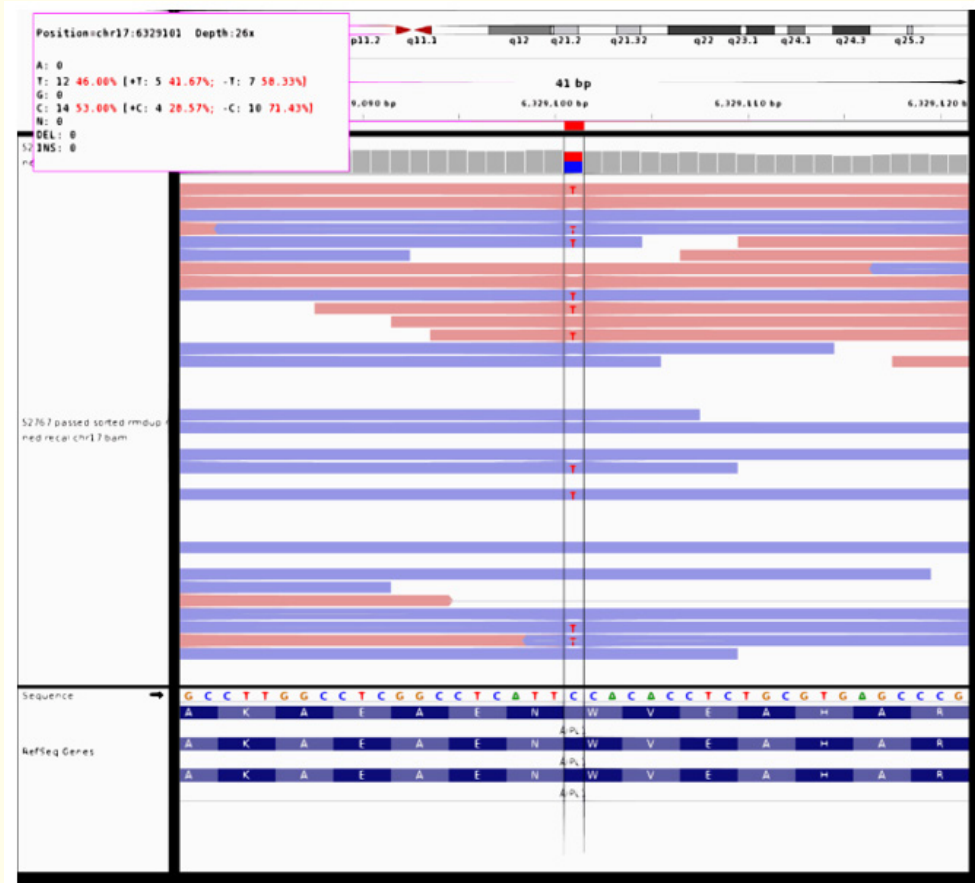 Position=chr17:6329101 Depth:26x
A: 0
T: 12 46.00% [+T: 5 41.67%; -T: 7 58.33%]
G: 0
C: 14 53.00% [+C: 4 28.57%; -C: 10 71.43%]
N: 0
DEL: 0
INS: 0
p11.2 q11.1 q12 q21.2 q21.32 q22 q23.1 q24.1 q24.3 q25.2
41 bp
9,090 bp 6,329,100 bp 6,329,110 bp 6,329,120 b
T
T
T
T
T
T
T
T
T
T
52767 passed sorted rmdup
ned recal chr17 bam
Sequence
G C C T T G G C C T C G G C C T C A T T C C A C A C C T C T G C G T G A G C C C G
A K A E A E N W V E A H A R
A K A E A E N W V E A H A R
RefSeq Genes
A K A E A E N W V E A H A R